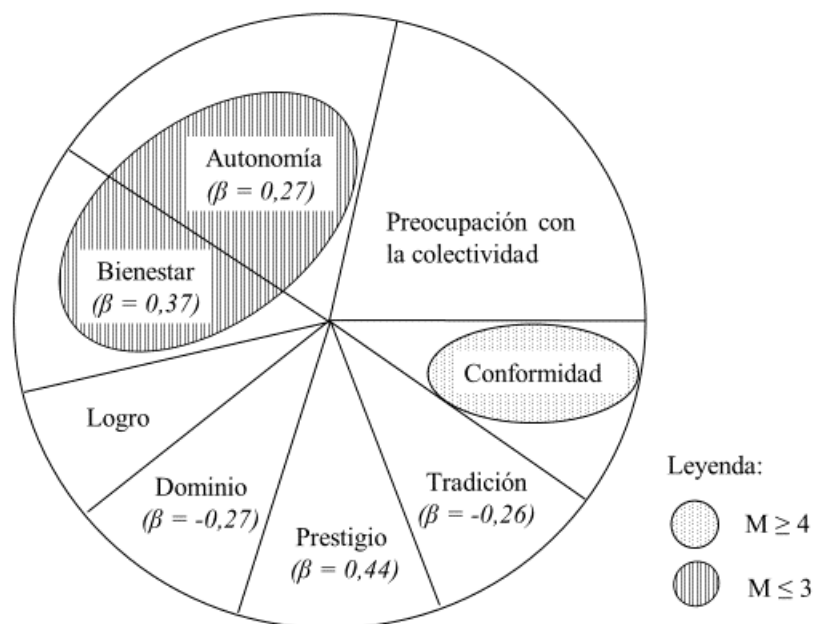 Autonomía
(β = 0,27)
Preocupación con
la colectividad
Bienestar
(β = 0,37)
Conformidad
Logro
Dominio
(β = -0,27)
Prestigio
(β = 0,44)
Tradición
(β = -0,26)
Leyenda:
M ≥ 4
M ≤ 3